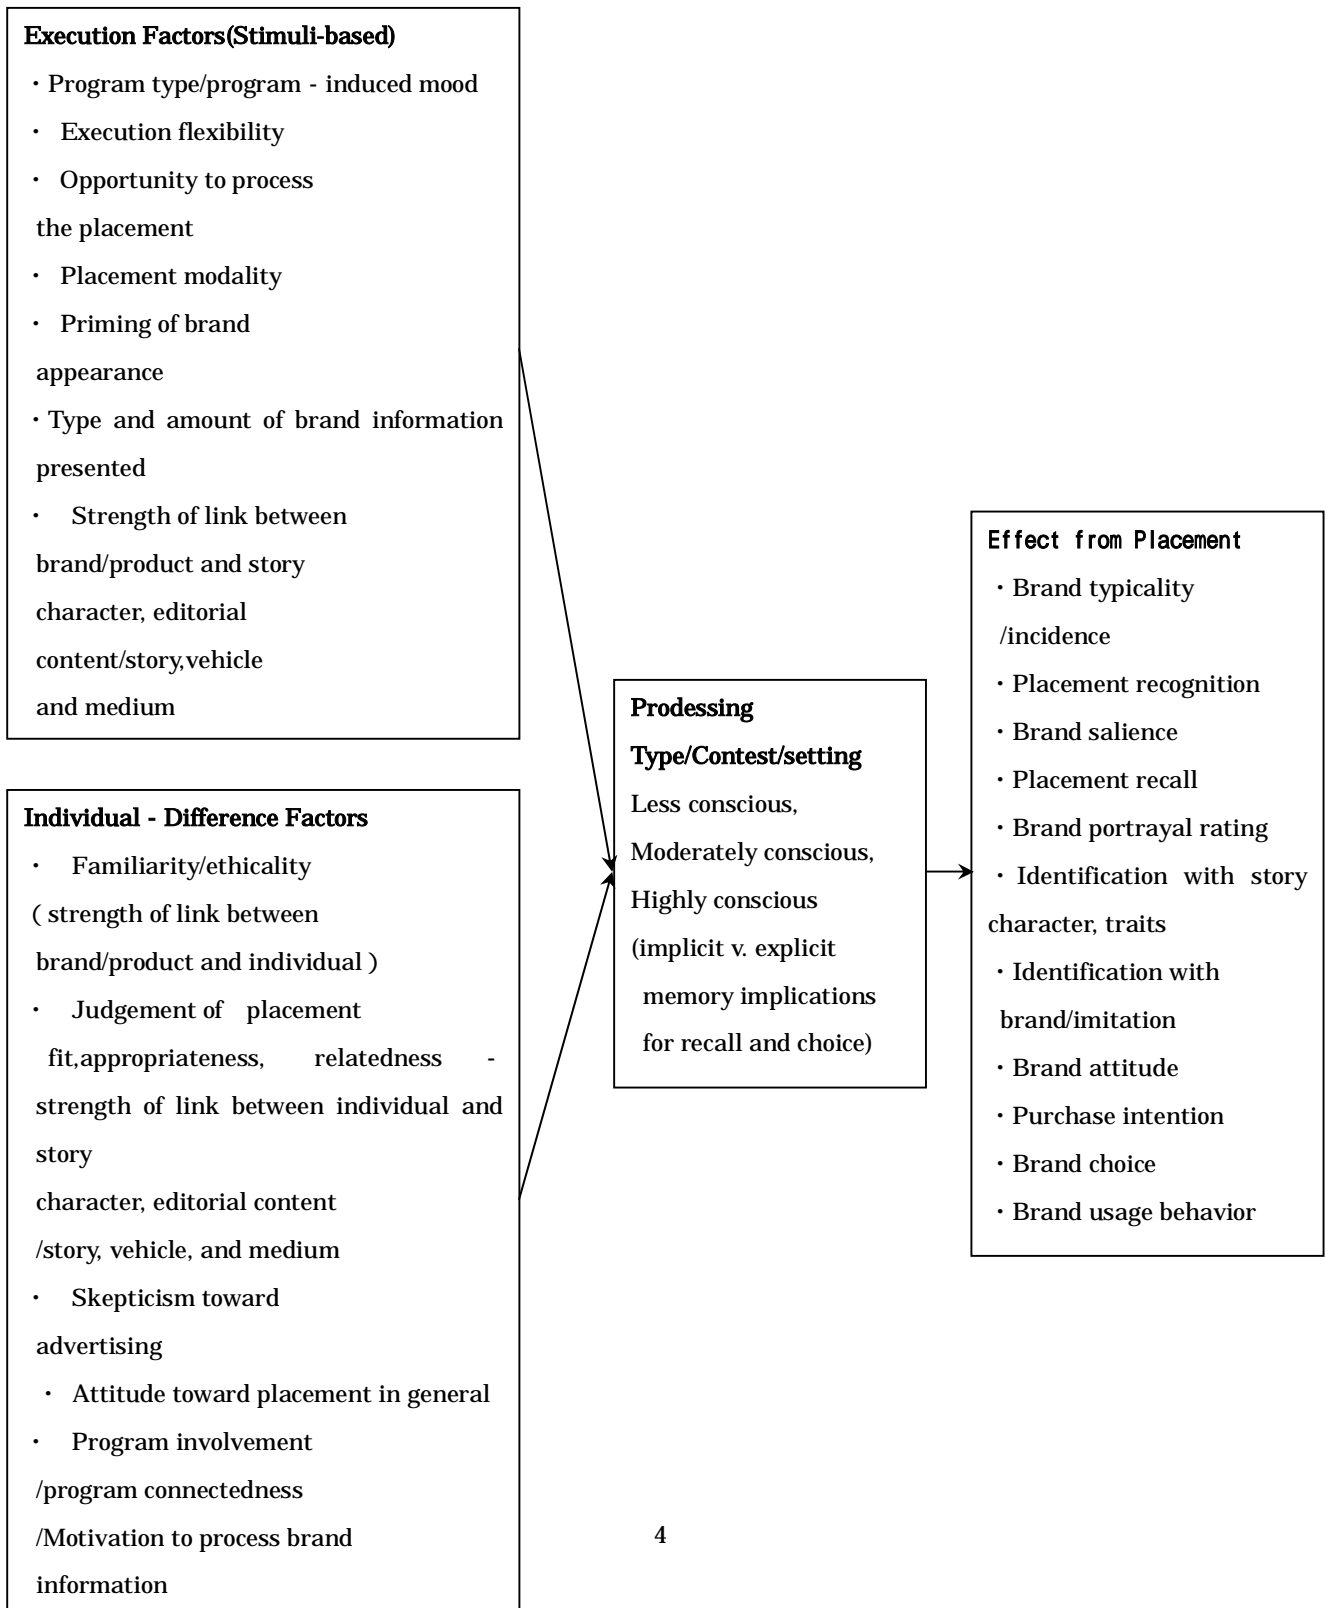 Execution Factors(Stimuli-based)
・Program type/program - induced mood
・ Execution flexibility
・ Opportunity to process
the placement
・ Placement modality
・ Priming of brand
appearance
・Type and amount of brand information
presented
・ Strength of link between
brand/product and story
character, editorial
content/story,vehicle
and medium
Individual - Difference Factors
・ Familiarity/ethicality
( strength of link between
brand/product and individual )
・ Judgement of placement
fit,appropriateness, relatedness -
strength of link between individual and
story
character, editorial content
/story, vehicle, and medium
・ Skepticism toward
advertising
・ Attitude toward placement in general
・ Program involvement
/program connectedness
/Motivation to process brand
information
Prodessing
Type/Contest/setting
Less conscious,
Moderately conscious,
Highly conscious
(implicit v. explicit
memory implications
for recall and choice)
Effect from Placement
・Brand typicality
/incidence
・Placement recognition
・Brand salience
・Placement recall
・Brand portrayal rating
・Identification with story
character, traits
・Identification with
brand/imitation
・Brand attitude
・Purchase intention
・Brand choice
・Brand usage behavior
4